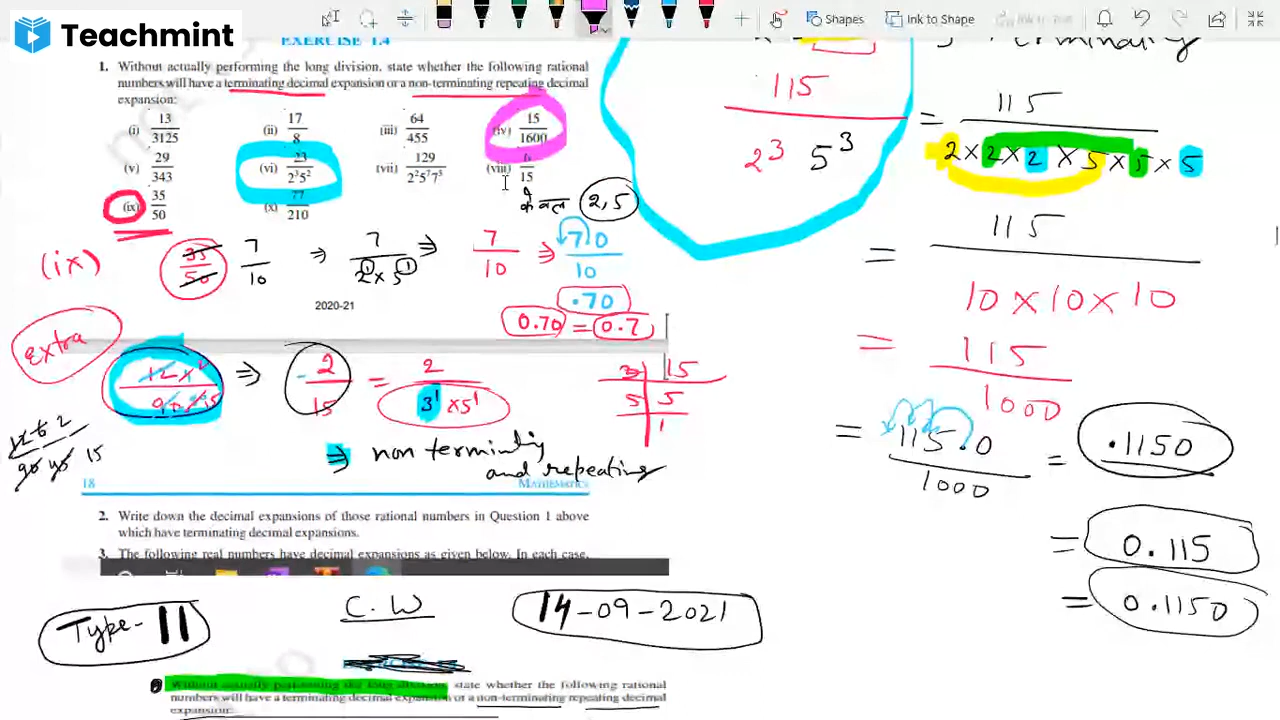 Teachmint
Shapes
Ink to Shape
Ink to Text
EXERCISE 1.4
1. Without actually performing the long division, state whether the following rational
numbers will have a terminating decimal expansion or a non-terminating repeating decimal
expansion:
(i) 13/3125 (ii) 17/8 (iii) 64/455 (iv) 15/1600
(v) 29/343 (vi) 23/2³5² (vii) 129/2²5⁷7⁵ (viii) 6/15
(ix) 35/50 (x) 77/210
केवल 2, 5
(ix) 35/50 7/10 ⇒ 7/2¹×5¹ ⇒ 7/10 ⇒ 7.0/10
.70
2020-21
0.70 = 0.7
extra
⇒ 2/15 = 2/3¹×5¹
3 15
5 5
1
⇒ non terminatig
and repeating
18 MATHEMATICS
2. Write down the decimal expansions of those rational numbers in Question 1 above
which have terminating decimal expansions.
3. The following real numbers have decimal expansions as given below. In each case,
115/2³ 5³ = 115/2×2×2×5×5×5
= 115/10×10×10
= 115/1000
= 115.0/1000 = .1150
= 0.115
= 0.1150
Type-11 C.W 14-09-2021
Without actually performing the long division, state whether the following rational
numbers will have a terminating decimal expansion or a non-terminating repeating decimal
expansion: